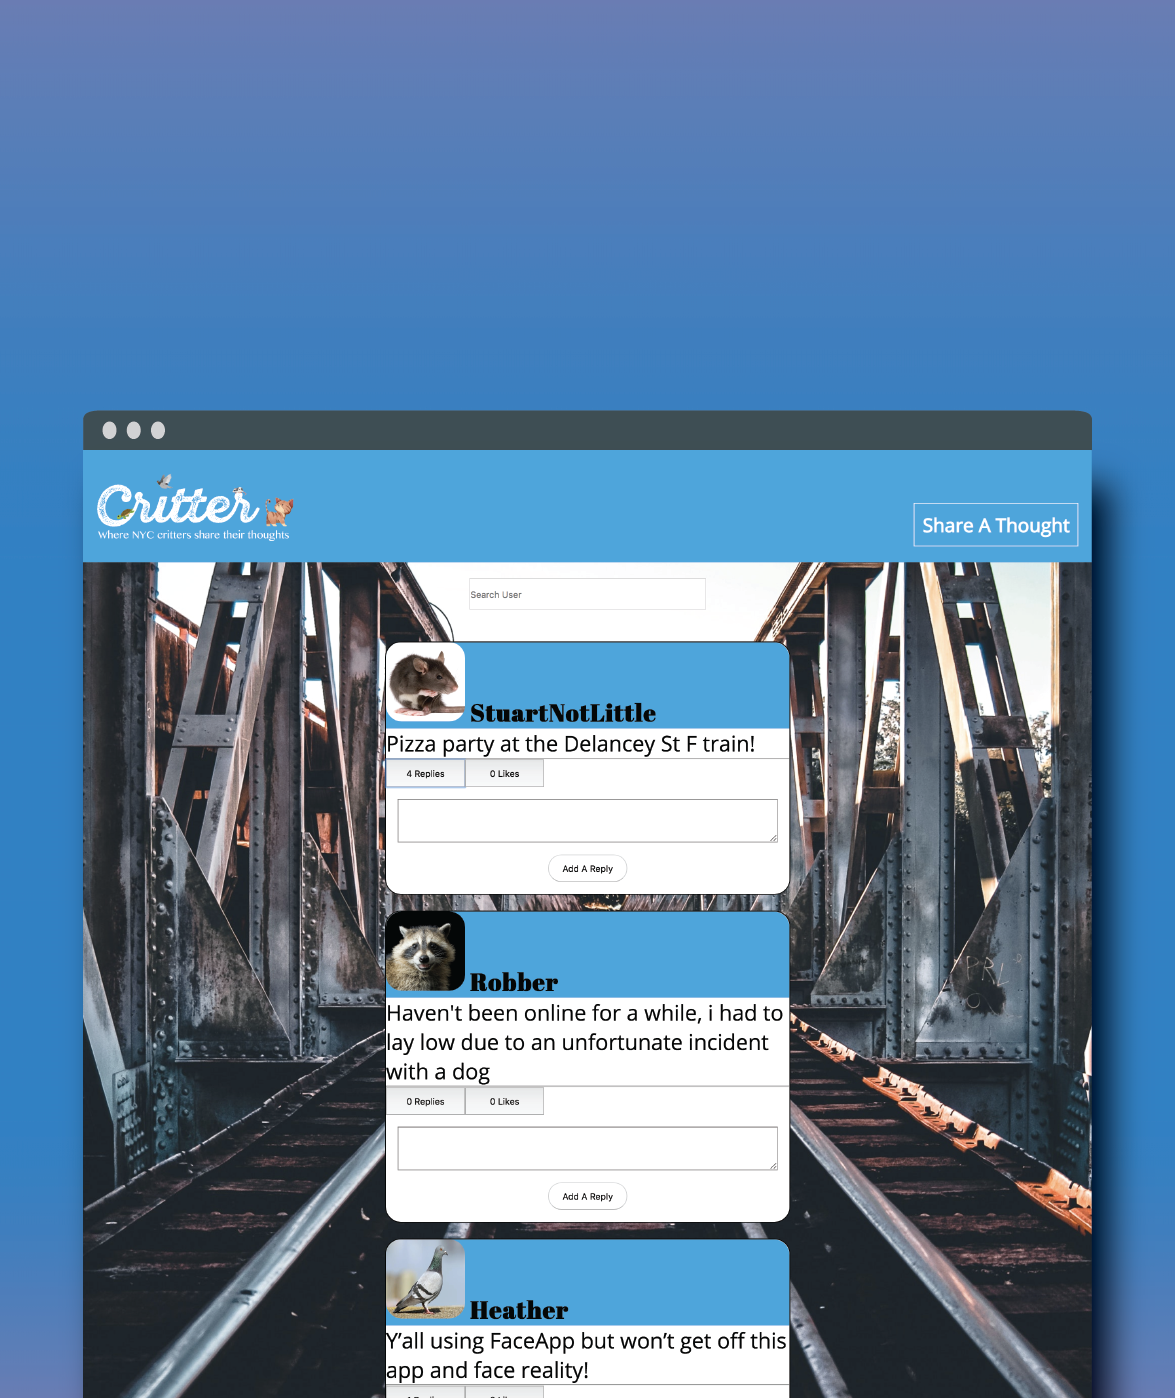 Critter
Where NYC critters share their thoughts
Share A Thought
Search User
StuartNotLittle
Pizza party at the Delancey St F train!
4 Replies
0 Likes
Add A Reply
Robber
Haven't been online for a while, i had to
lay low due to an unfortunate incident
with a dog
0 Replies
0 Likes
Add A Reply
Heather
Y’all using FaceApp but won’t get off this
app and face reality!